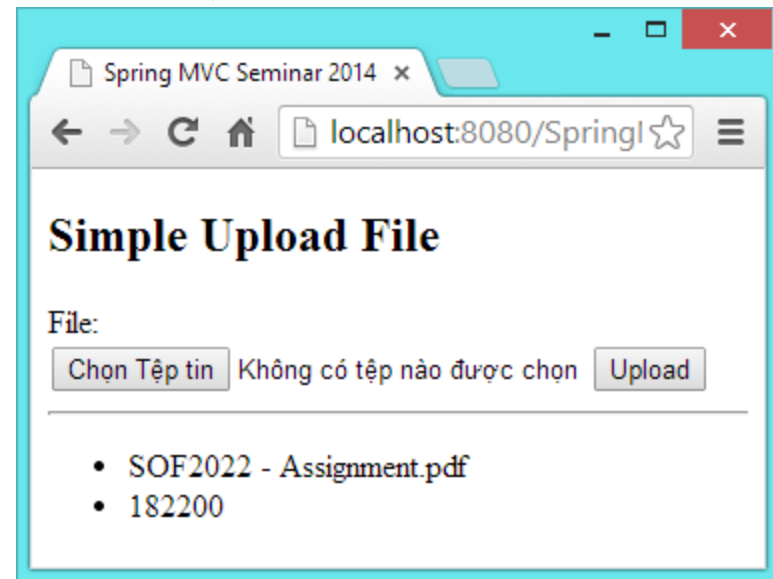 Spring MVC Seminar 2014
localhost:8080/Spring
Simple Upload File
File:
Chọn Tệp tin Không có tệp nào được chọn Upload
SOF2022 - Assignment.pdf
182200